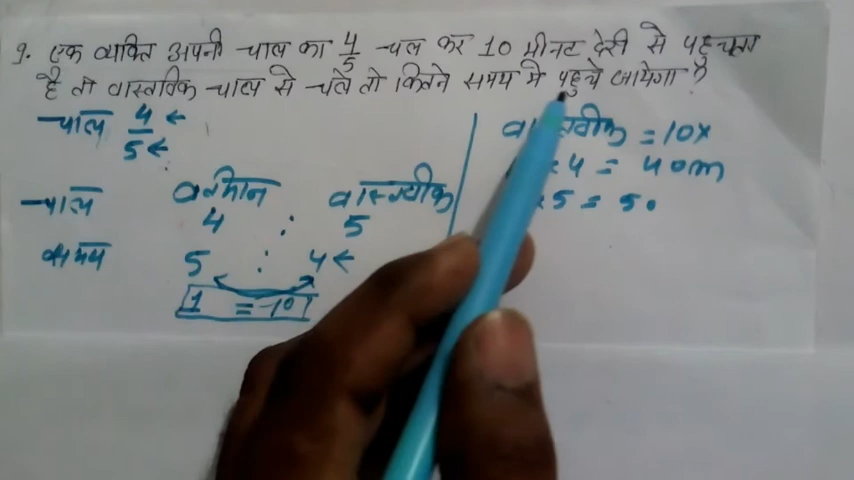 9. एक व्यक्ति अपनी चाल का 4/5 चल कर 10 मीनट देरी से पहुचता
है तो वास्तविक चाल से चले तो कितने समय मे पहुचे जायेगा ?
चाल 4/5
= 10x
4 = 40m
5 = 50
चाल वर्तमान वास्तवीक
4 : 5
समय 5 : 4
1 = 10